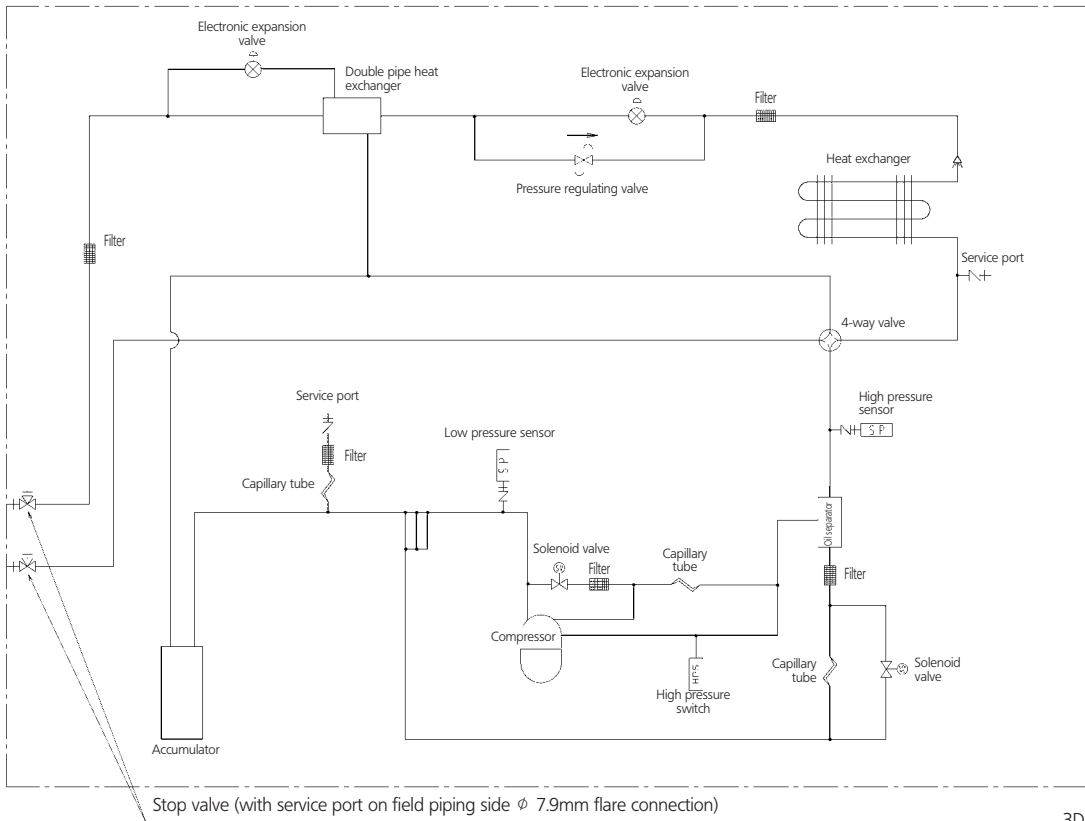 Electronic expansion
valve
Double pipe heat
exchanger
Electronic expansion
valve
Filter
Heat exchanger
Pressure regulating valve
Filter
Service port
4-way valve
Service port
High pressure
sensor
SP
Low pressure sensor
Filter
SPL
Capillary tube
Oil separator
Solenoid valve
Filter
Capillary
tube
Filter
Compressor
Capillary
tube
Solenoid
valve
HPS
High pressure
switch
Accumulator
Stop valve (with service port on field piping side ϕ 7.9mm flare connection)
3D